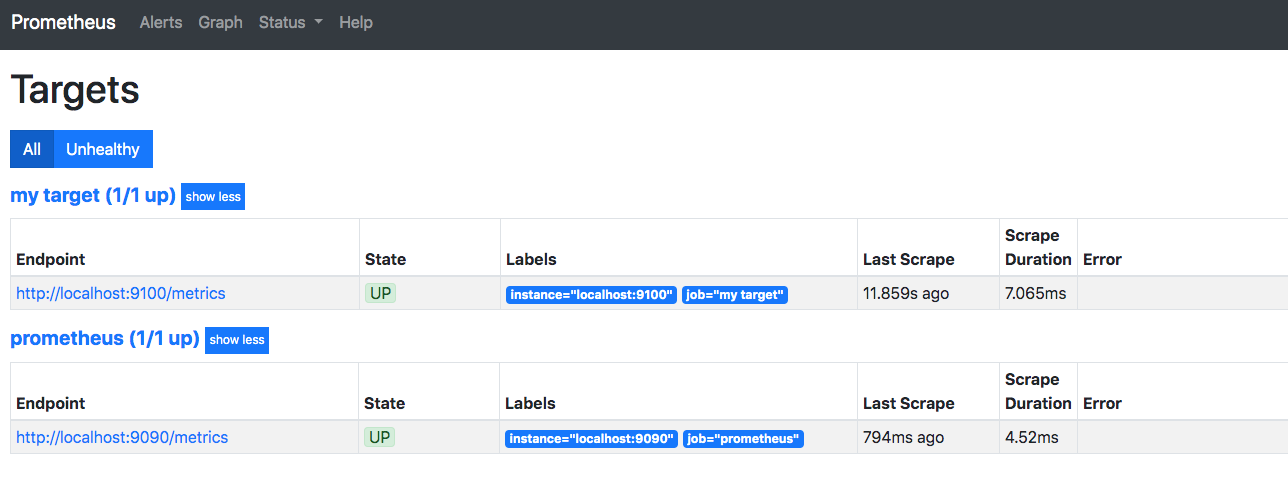 Prometheus Alerts Graph Status Help
Targets
All Unhealthy
my target (1/1 up) show less
Endpoint State Labels Last Scrape Scrape Duration Error
http://localhost:9100/metrics UP instance="localhost:9100" job="my target" 11.859s ago 7.065ms
prometheus (1/1 up) show less
Endpoint State Labels Last Scrape Scrape Duration Error
http://localhost:9090/metrics UP instance="localhost:9090" job="prometheus" 794ms ago 4.52ms